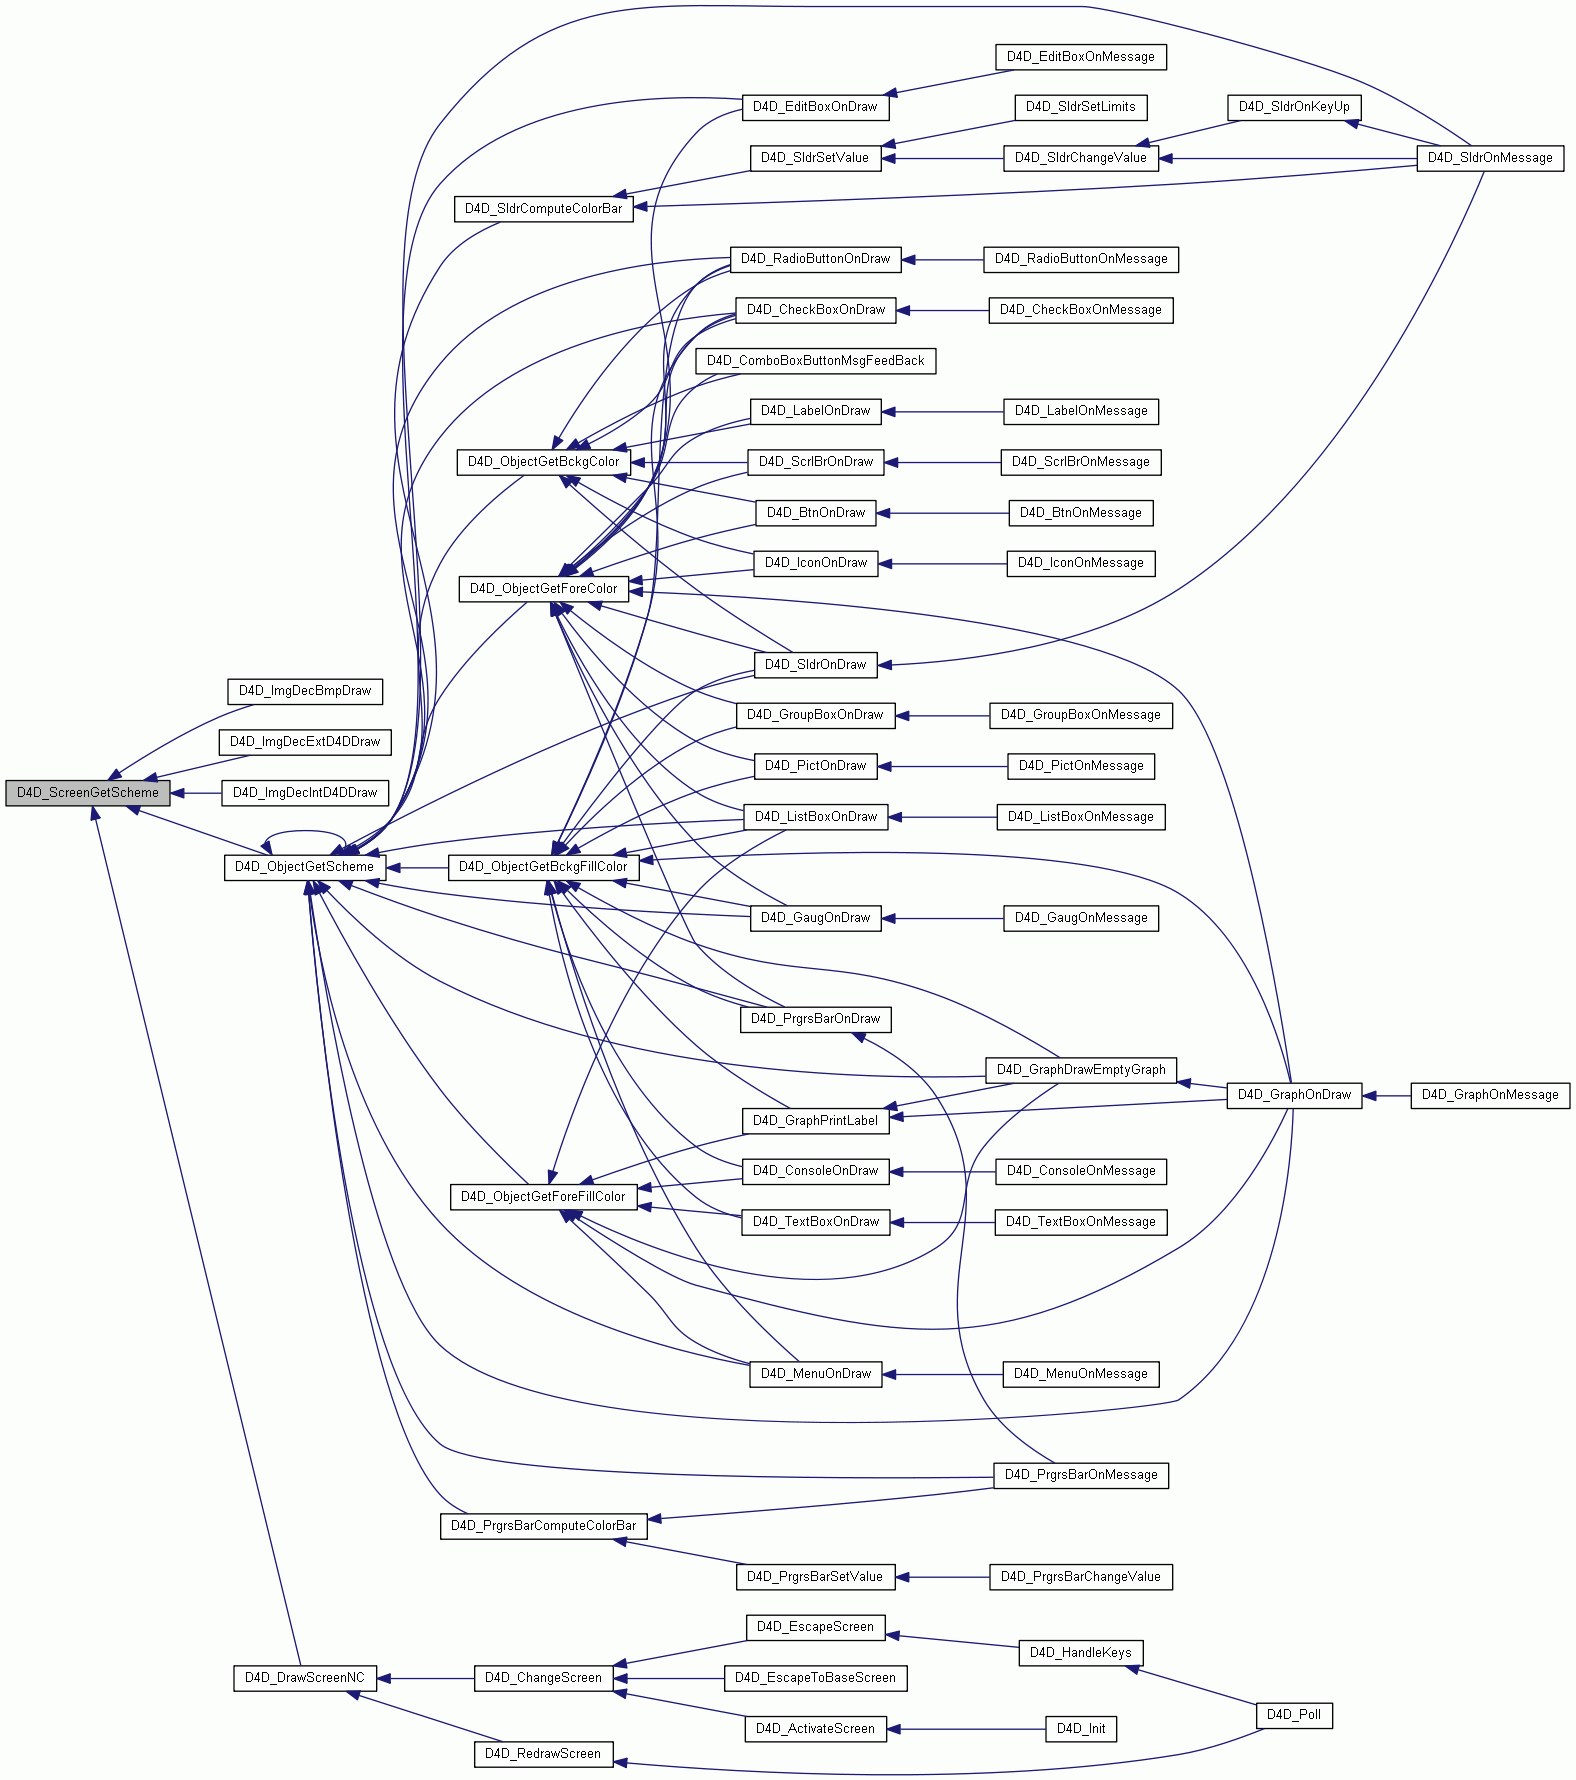 D4D_EditBoxOnMessage
D4D_EditBoxOnDraw
D4D_SldrSetLimits
D4D_SldrOnKeyUp
D4D_SldrSetValue
D4D_SldrChangeValue
D4D_SldrOnMessage
D4D_SldrComputeColorBar
D4D_RadioButtonOnDraw
D4D_RadioButtonOnMessage
D4D_CheckBoxOnDraw
D4D_CheckBoxOnMessage
D4D_ComboBoxButtonMsgFeedBack
D4D_LabelOnDraw
D4D_LabelOnMessage
D4D_ObjectGetBckgColor
D4D_ScrlBrOnDraw
D4D_ScrlBrOnMessage
D4D_BtnOnDraw
D4D_BtnOnMessage
D4D_IconOnDraw
D4D_IconOnMessage
D4D_ObjectGetForeColor
D4D_SldrOnDraw
D4D_ImgDecBmpDraw
D4D_GroupBoxOnDraw
D4D_GroupBoxOnMessage
D4D_ImgDecExtD4DDraw
D4D_PictOnDraw
D4D_PictOnMessage
D4D_ScreenGetScheme
D4D_ImgDecIntD4DDraw
D4D_ListBoxOnDraw
D4D_ListBoxOnMessage
D4D_ObjectGetScheme
D4D_ObjectGetBckgFillColor
D4D_GaugOnDraw
D4D_GaugOnMessage
D4D_PrgrsBarOnDraw
D4D_GraphDrawEmptyGraph
D4D_GraphOnDraw
D4D_GraphOnMessage
D4D_GraphPrintLabel
D4D_ConsoleOnDraw
D4D_ConsoleOnMessage
D4D_ObjectGetForeFillColor
D4D_TextBoxOnDraw
D4D_TextBoxOnMessage
D4D_MenuOnDraw
D4D_MenuOnMessage
D4D_PrgrsBarOnMessage
D4D_PrgrsBarComputeColorBar
D4D_PrgrsBarSetValue
D4D_PrgrsBarChangeValue
D4D_EscapeScreen
D4D_HandleKeys
D4D_DrawScreenNC
D4D_ChangeScreen
D4D_EscapeToBaseScreen
D4D_Poll
D4D_ActivateScreen
D4D_Init
D4D_RedrawScreen